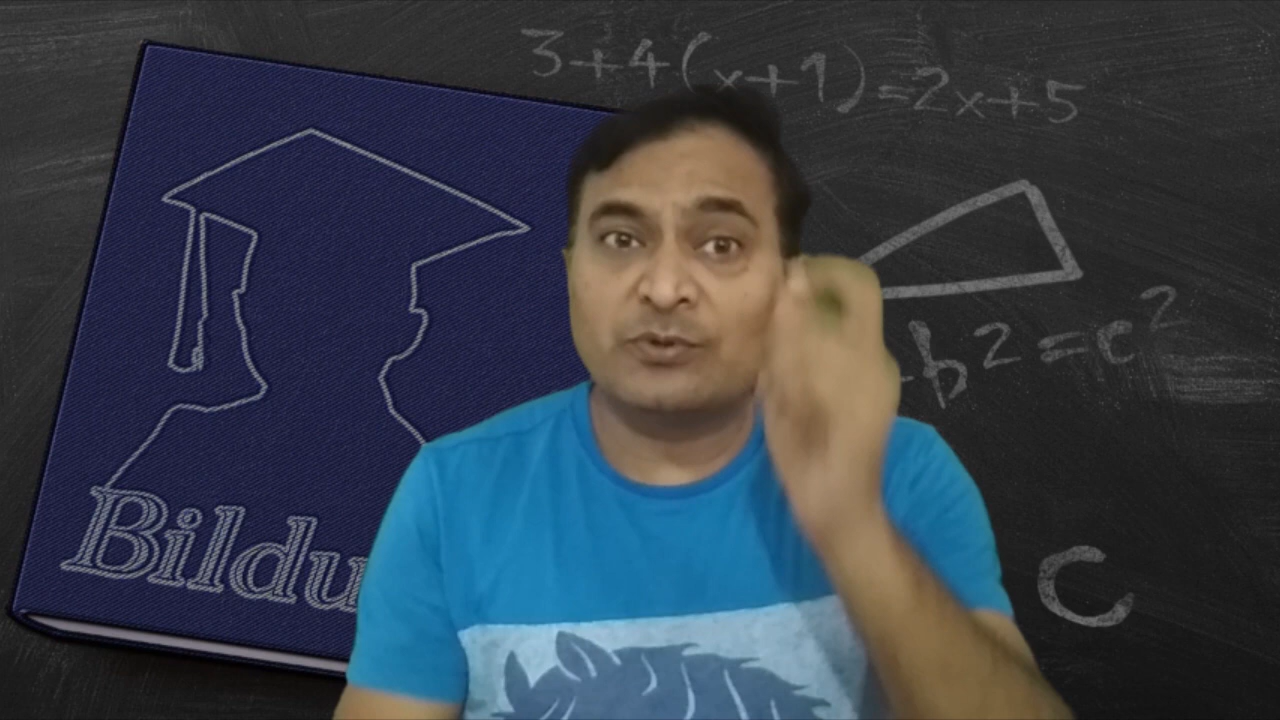 3+4(x+1)=2x+5
b²=c²
Bildu
C